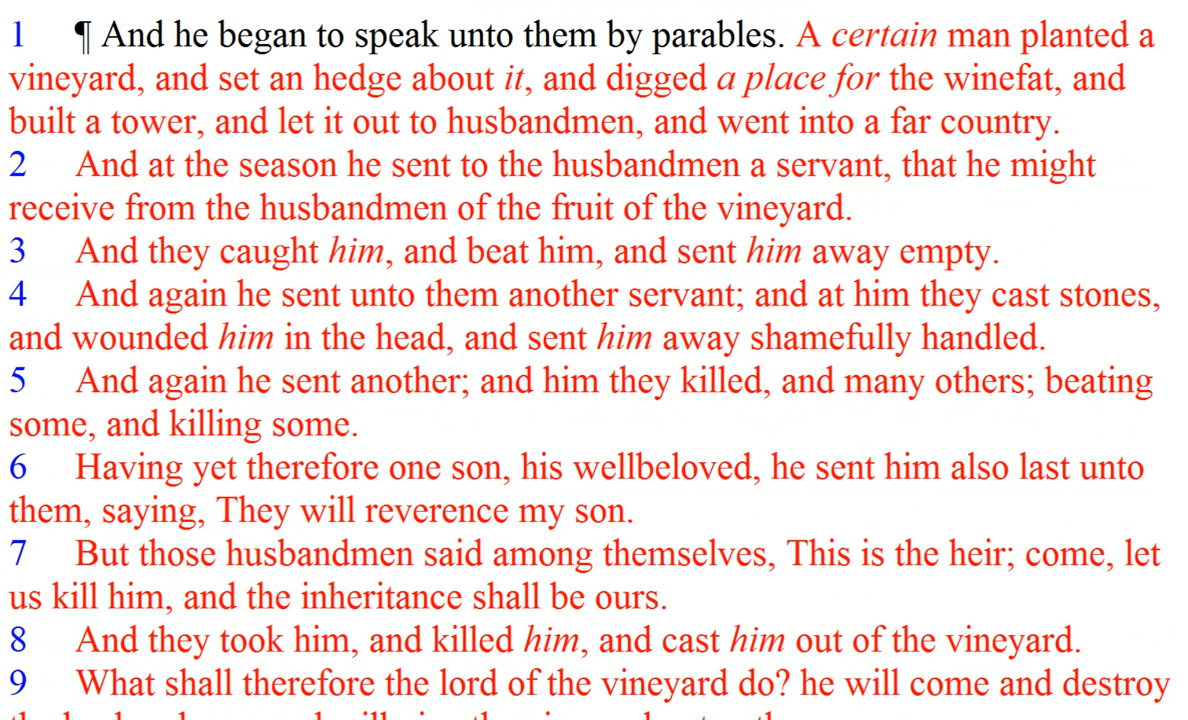 1 ¶ And he began to speak unto them by parables. A certain man planted a
vineyard, and set an hedge about it, and digged a place for the winefat, and
built a tower, and let it out to husbandmen, and went into a far country.
2 And at the season he sent to the husbandmen a servant, that he might
receive from the husbandmen of the fruit of the vineyard.
3 And they caught him, and beat him, and sent him away empty.
4 And again he sent unto them another servant; and at him they cast stones,
and wounded him in the head, and sent him away shamefully handled.
5 And again he sent another; and him they killed, and many others; beating
some, and killing some.
6 Having yet therefore one son, his wellbeloved, he sent him also last unto
them, saying, They will reverence my son.
7 But those husbandmen said among themselves, This is the heir; come, let
us kill him, and the inheritance shall be ours.
8 And they took him, and killed him, and cast him out of the vineyard.
9 What shall therefore the lord of the vineyard do? he will come and destroy